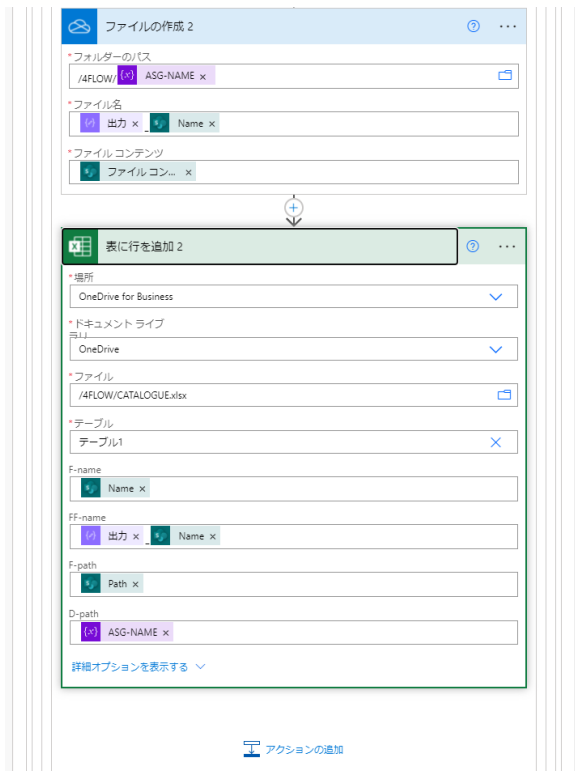 ファイルの作成 2
*フォルダーのパス
/4FLOW/ ASG-NAME ×
*ファイル名
出力 × _ Name ×
*ファイル コンテンツ
ファイル コン... ×
表に行を追加 2
*場所
OneDrive for Business
*ドキュメント ライブ
ラリ
OneDrive
*ファイル
/4FLOW/CATALOGUE.xlsx
*テーブル
テーブル1
F-name
Name ×
FF-name
出力 × _ Name ×
F-path
Path ×
D-path
ASG-NAME ×
詳細オプションを表示する
アクションの追加